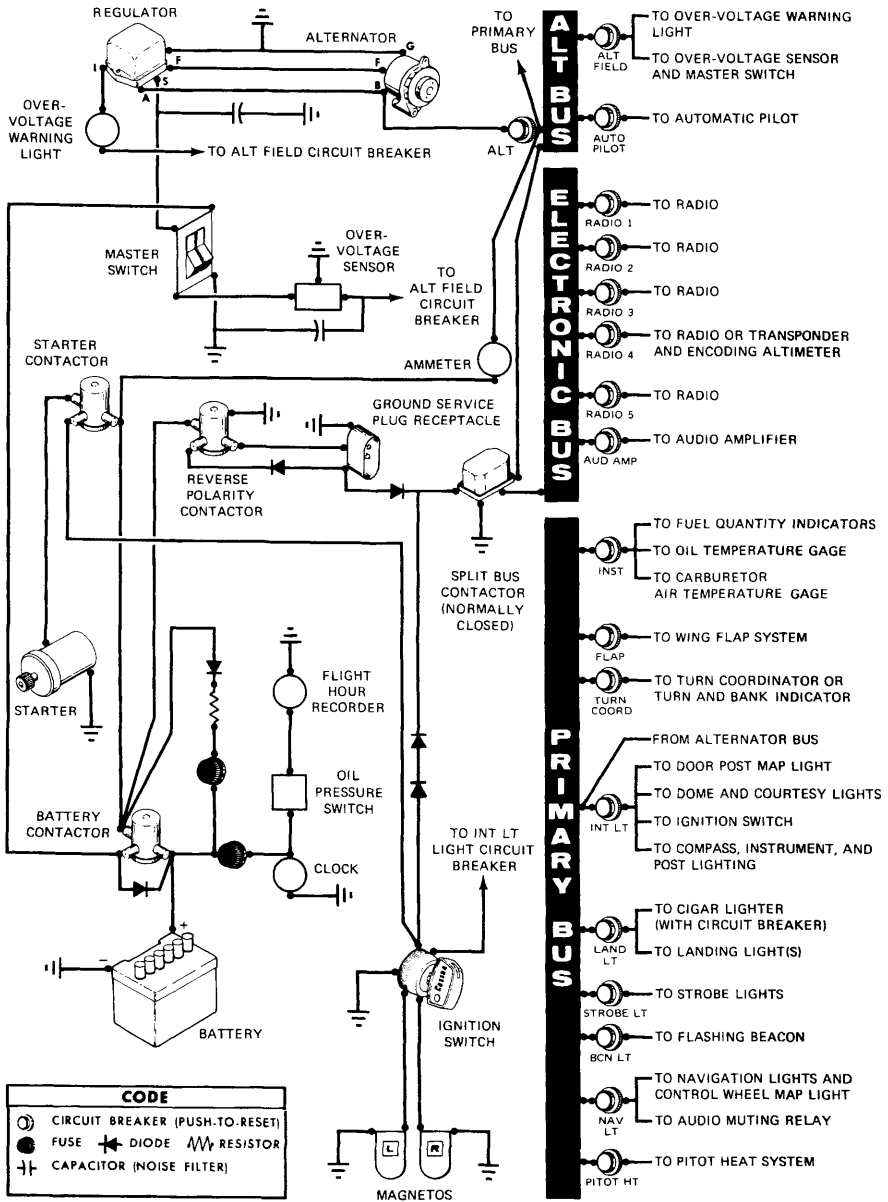 REGULATOR
ALTERNATOR
G
I
F
S
A
F
B
OVER-
VOLTAGE
WARNING
LIGHT
TO ALT FIELD CIRCUIT BREAKER
TO
PRIMARY
BUS
ALT
ALT BUS
ALT
FIELD
TO OVER-VOLTAGE WARNING
LIGHT
TO OVER-VOLTAGE SENSOR
AND MASTER SWITCH
AUTO
PILOT
TO AUTOMATIC PILOT
MASTER
SWITCH
OVER-
VOLTAGE
SENSOR
TO
ALT FIELD
CIRCUIT
BREAKER
ELECTRONIC BUS
RADIO 1
TO RADIO
RADIO 2
TO RADIO
RADIO 3
TO RADIO
RADIO 4
TO RADIO OR TRANSPONDER
AND ENCODING ALTIMETER
RADIO 5
TO RADIO
AUD AMP
TO AUDIO AMPLIFIER
STARTER
CONTACTOR
AMMETER
GROUND SERVICE
PLUG RECEPTACLE
REVERSE
POLARITY
CONTACTOR
SPLIT BUS
CONTACTOR
(NORMALLY
CLOSED)
STARTER
FLIGHT
HOUR
RECORDER
OIL
PRESSURE
SWITCH
BATTERY
CONTACTOR
CLOCK
TO INT LT
LIGHT CIRCUIT
BREAKER
+
−
BATTERY
Cessna
IGNITION
SWITCH
L
R
MAGNETOS
PRIMARY BUS
INST
TO FUEL QUANTITY INDICATORS
TO OIL TEMPERATURE GAGE
TO CARBURETOR
AIR TEMPERATURE GAGE
FLAP
TO WING FLAP SYSTEM
TURN
COORD
TO TURN COORDINATOR OR
TURN AND BANK INDICATOR
FROM ALTERNATOR BUS
INT LT
TO DOOR POST MAP LIGHT
TO DOME AND COURTESY LIGHTS
TO IGNITION SWITCH
TO COMPASS, INSTRUMENT, AND
POST LIGHTING
LAND
LT
TO CIGAR LIGHTER
(WITH CIRCUIT BREAKER)
TO LANDING LIGHT(S)
STROBE LT
TO STROBE LIGHTS
BCN LT
TO FLASHING BEACON
NAV
LT
TO NAVIGATION LIGHTS AND
CONTROL WHEEL MAP LIGHT
TO AUDIO MUTING RELAY
PITOT HT
TO PITOT HEAT SYSTEM
CODE
CIRCUIT BREAKER (PUSH-TO-RESET)
FUSE DIODE RESISTOR
CAPACITOR (NOISE FILTER)